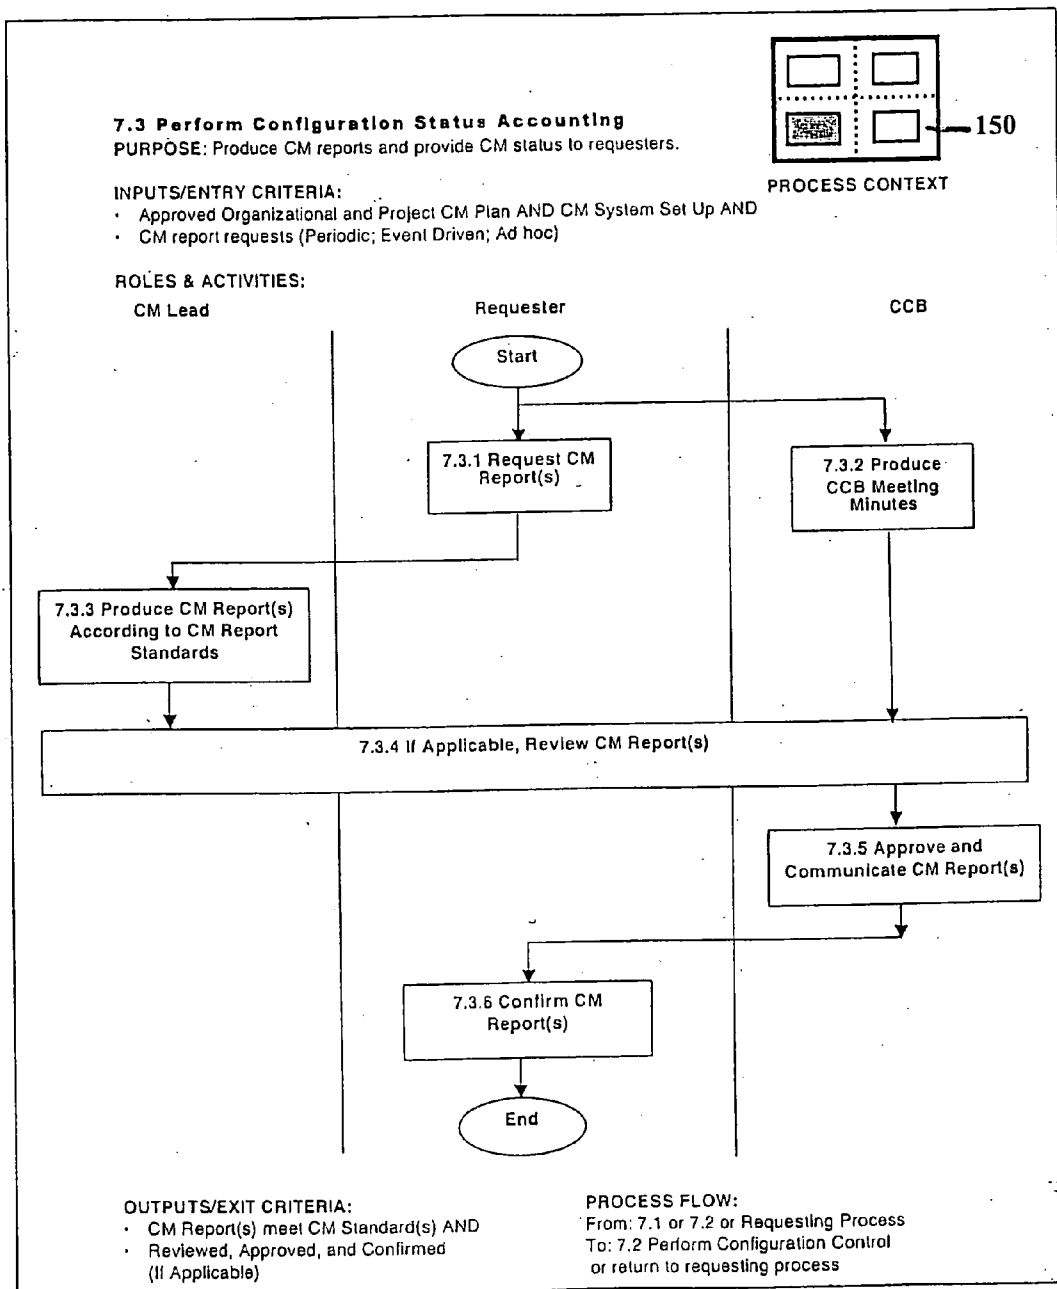 150
7.3 Perform Configuration Status Accounting
PURPOSE: Produce CM reports and provide CM status to requesters.
PROCESS CONTEXT
INPUTS/ENTRY CRITERIA:
· Approved Organizational and Project CM Plan AND CM System Set Up AND
· CM report requests (Periodic; Event Driven; Ad hoc)
ROLES & ACTIVITIES:
CM Lead
Requester
CCB
Start
7.3.1 Request CM
Report(s)
7.3.2 Produce
CCB Meeting
Minutes
7.3.3 Produce CM Report(s)
According to CM Report
Standards
7.3.4 If Applicable, Review CM Report(s)
7.3.5 Approve and
Communicate CM Report(s)
7.3.6 Confirm CM
Report(s)
End
OUTPUTS/EXIT CRITERIA:
· CM Report(s) meet CM Standard(s) AND
· Reviewed, Approved, and Confirmed
(If Applicable)
PROCESS FLOW:
From: 7.1 or 7.2 or Requesting Process
To: 7.2 Perform Configuration Control
or return to requesting process